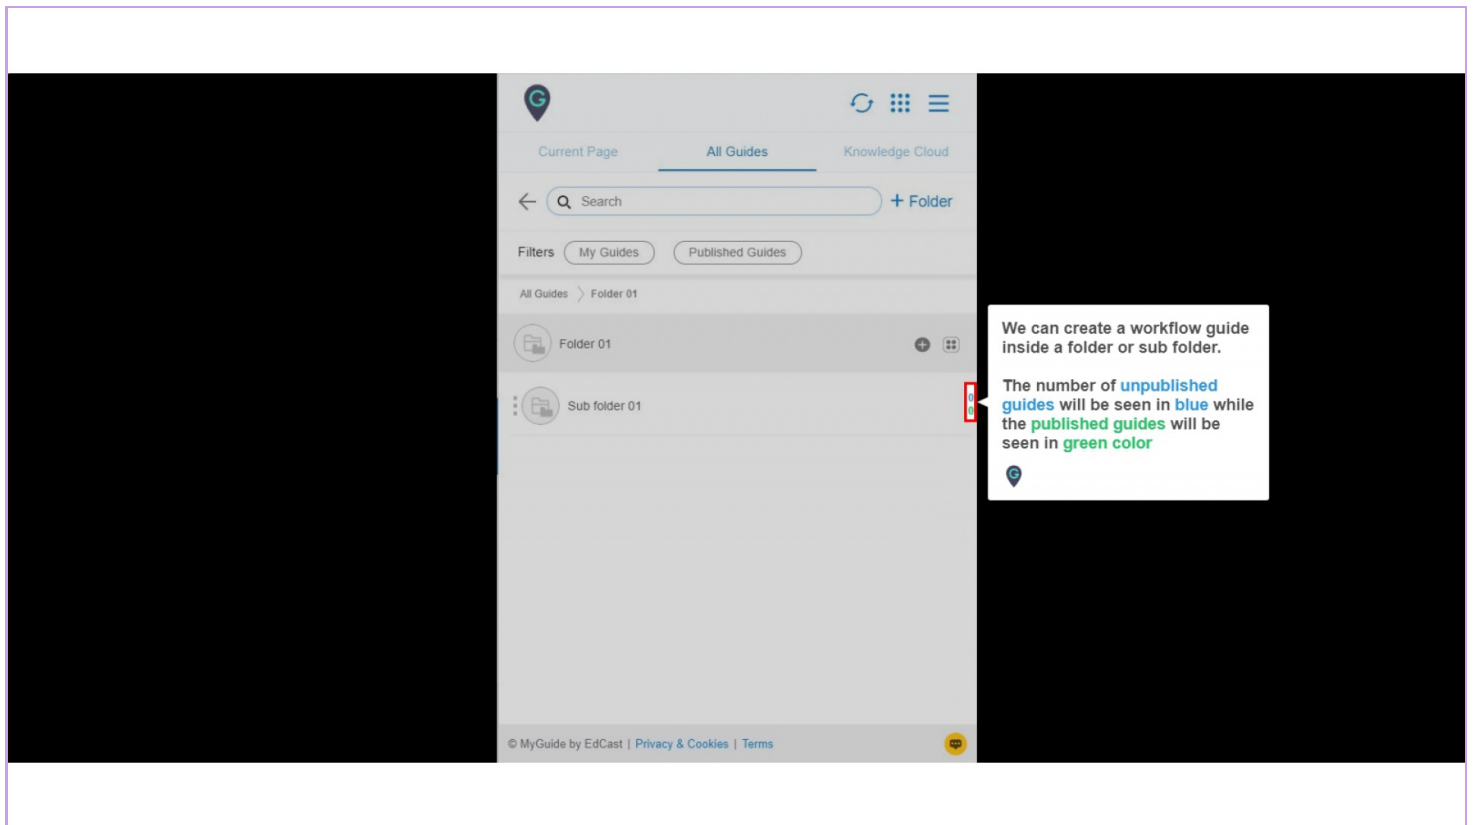 G
Current Page
All Guides
Knowledge Cloud
Search
+ Folder
Filters
My Guides
Published Guides
All Guides
Folder 01
Folder 01
Sub folder 01
0
0
We can create a workflow guide
inside a folder or sub folder.
The number of unpublished
guides will be seen in blue while
the published guides will be
seen in green color
G
© MyGuide by EdCast | Privacy & Cookies | Terms